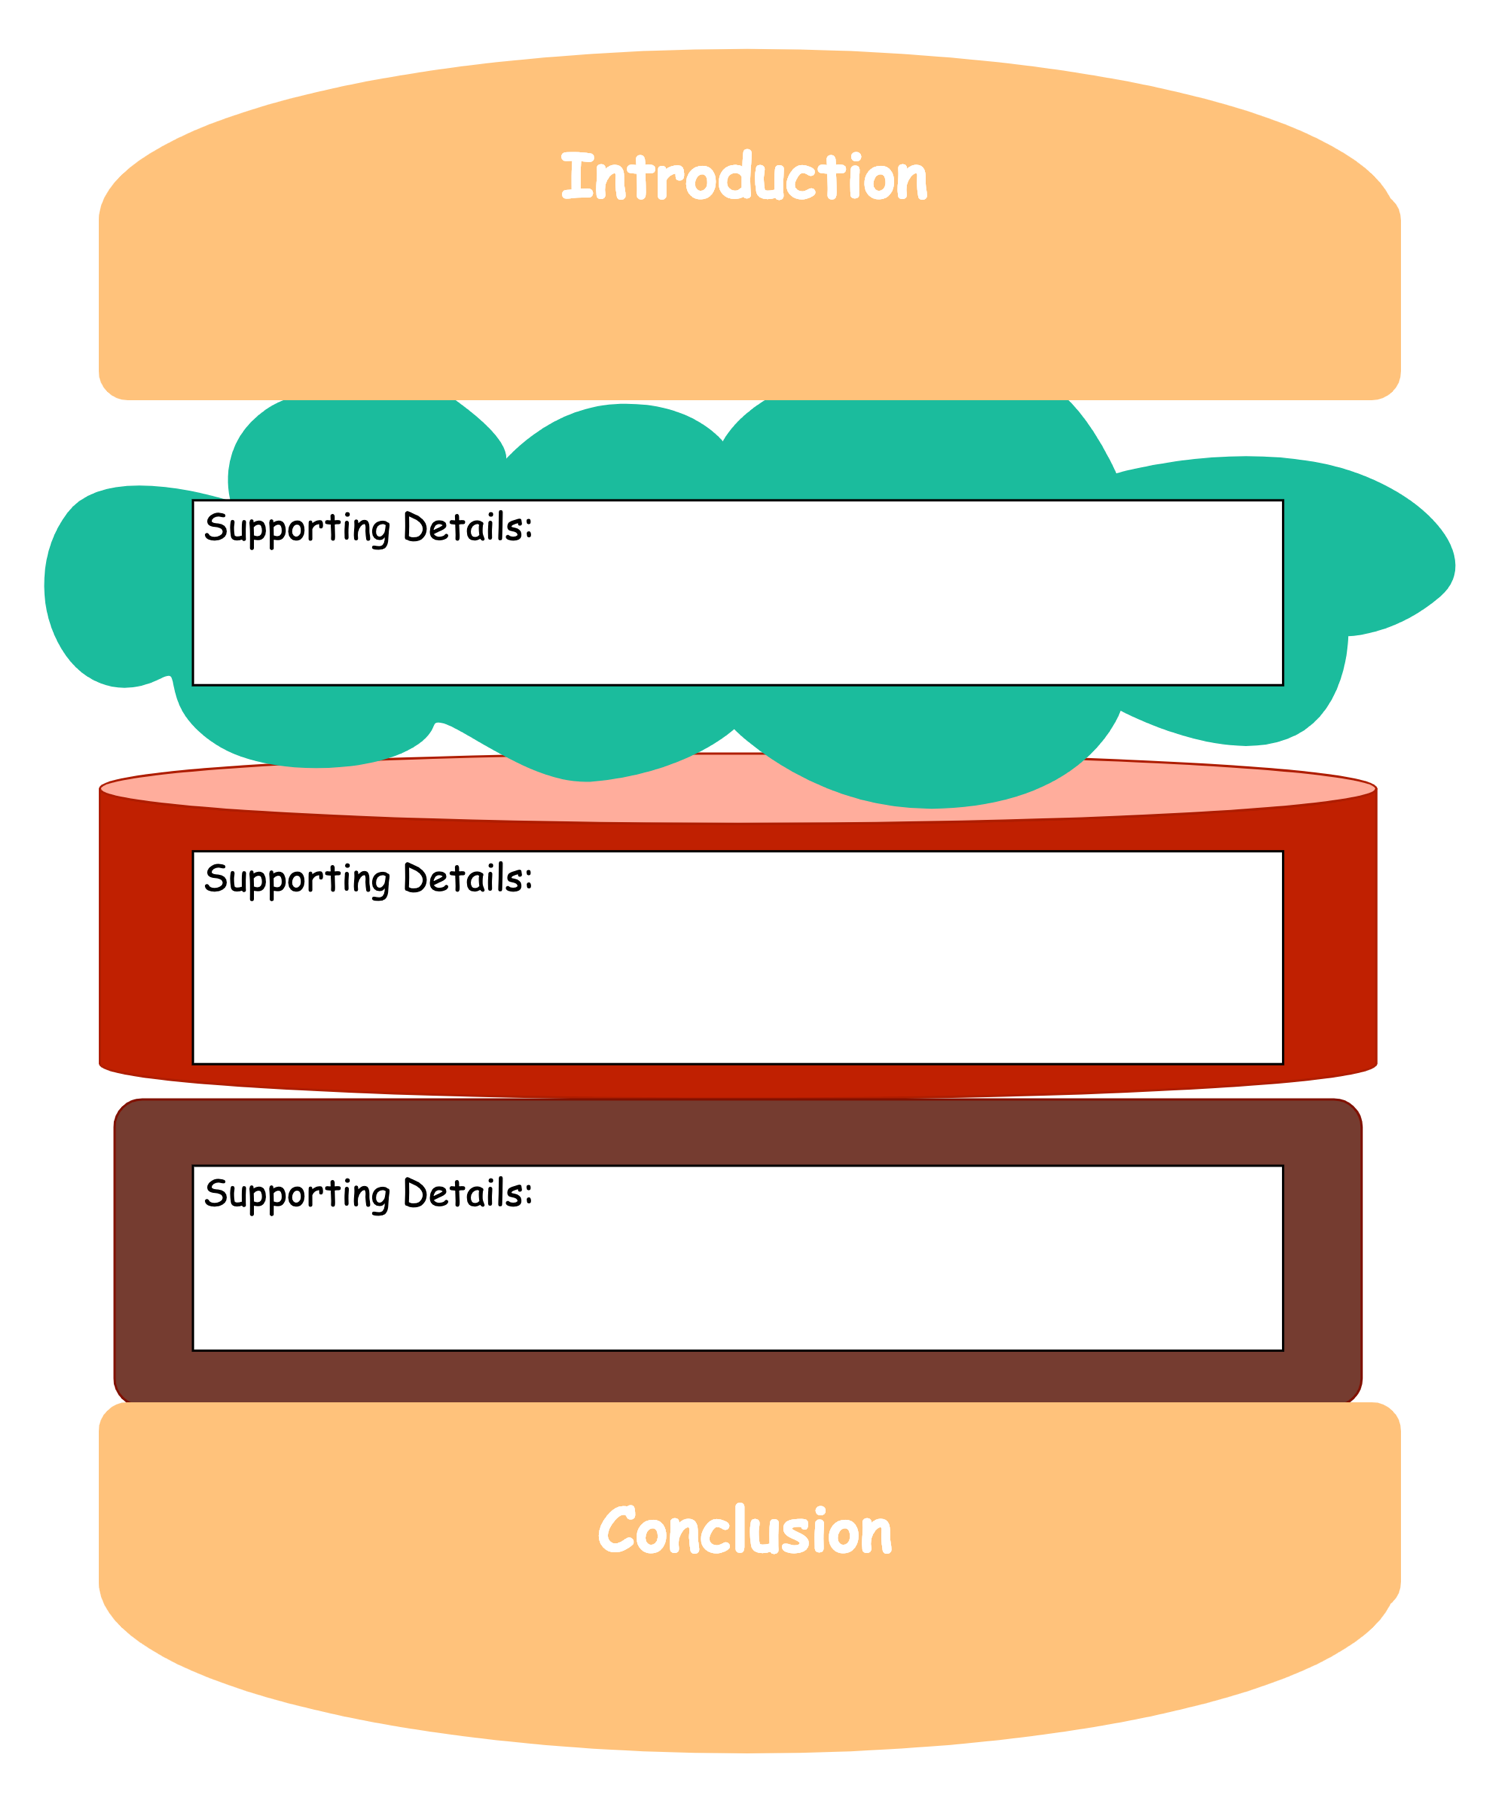 Introduction
Supporting Details:
Supporting Details:
Supporting Details:
Conclusion